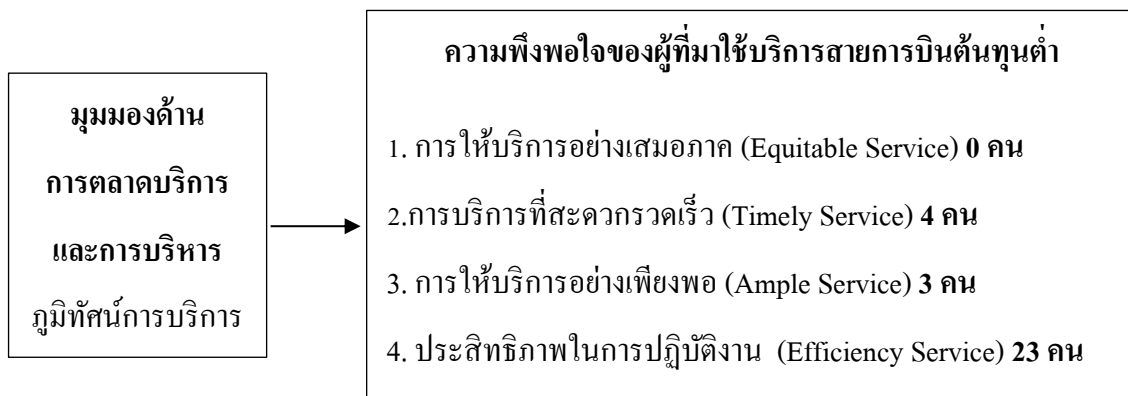 มุมมองด้าน
การตลาดบริการ
และการบริหาร
ภูมิทัศน์การบริการ
ความพึงพอใจของผู้ที่มาใช้บริการสายการบินต้นทุนต่ำ
1. การให้บริการอย่างเสมอภาค (Equitable Service) 0 คน
2.การบริการที่สะดวกรวดเร็ว (Timely Service) 4 คน
3. การให้บริการอย่างเพียงพอ (Ample Service) 3 คน
4. ประสิทธิภาพในการปฏิบัติงาน (Efficiency Service) 23 คน